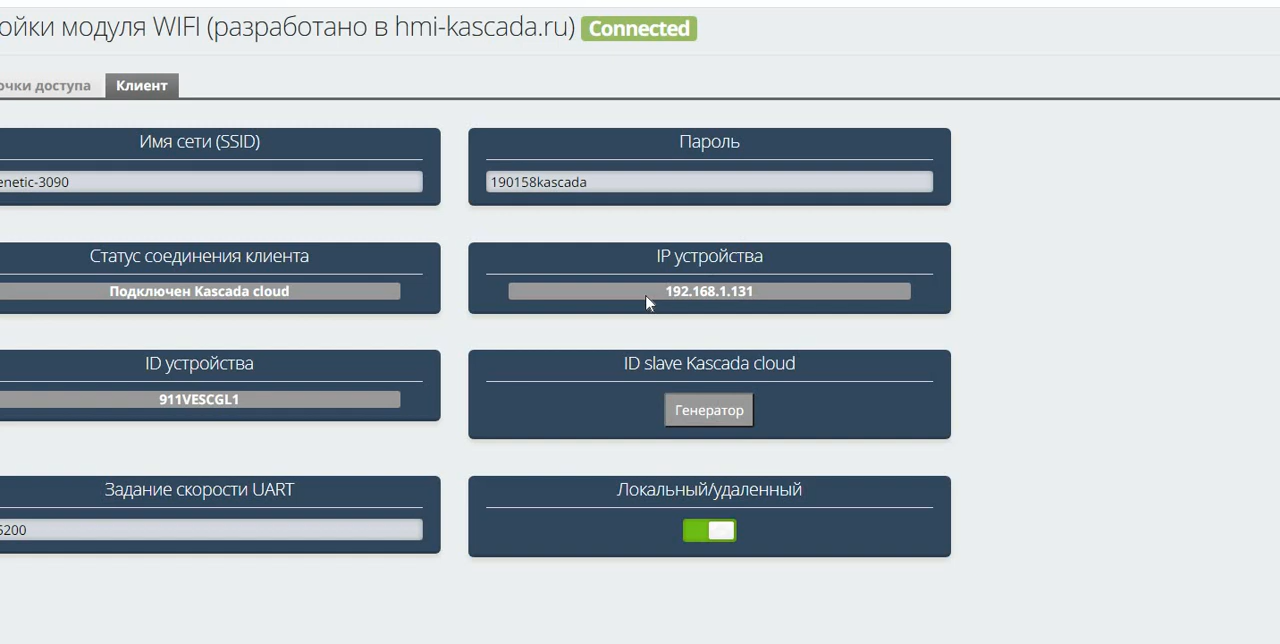 ойки модуля WIFI (разработано в hmi-kascada.ru) Connected
очки доступа Клиент
Имя сети (SSID)
enetic-3090
Пароль
190158kascada
Статус соединения клиента
Подключен Kascada cloud
IP устройства
192.168.1.131
ID устройства
911VESCGL1
ID slave Kascada cloud
Генератор
Задание скорости UART
5200
Локальный/удаленный